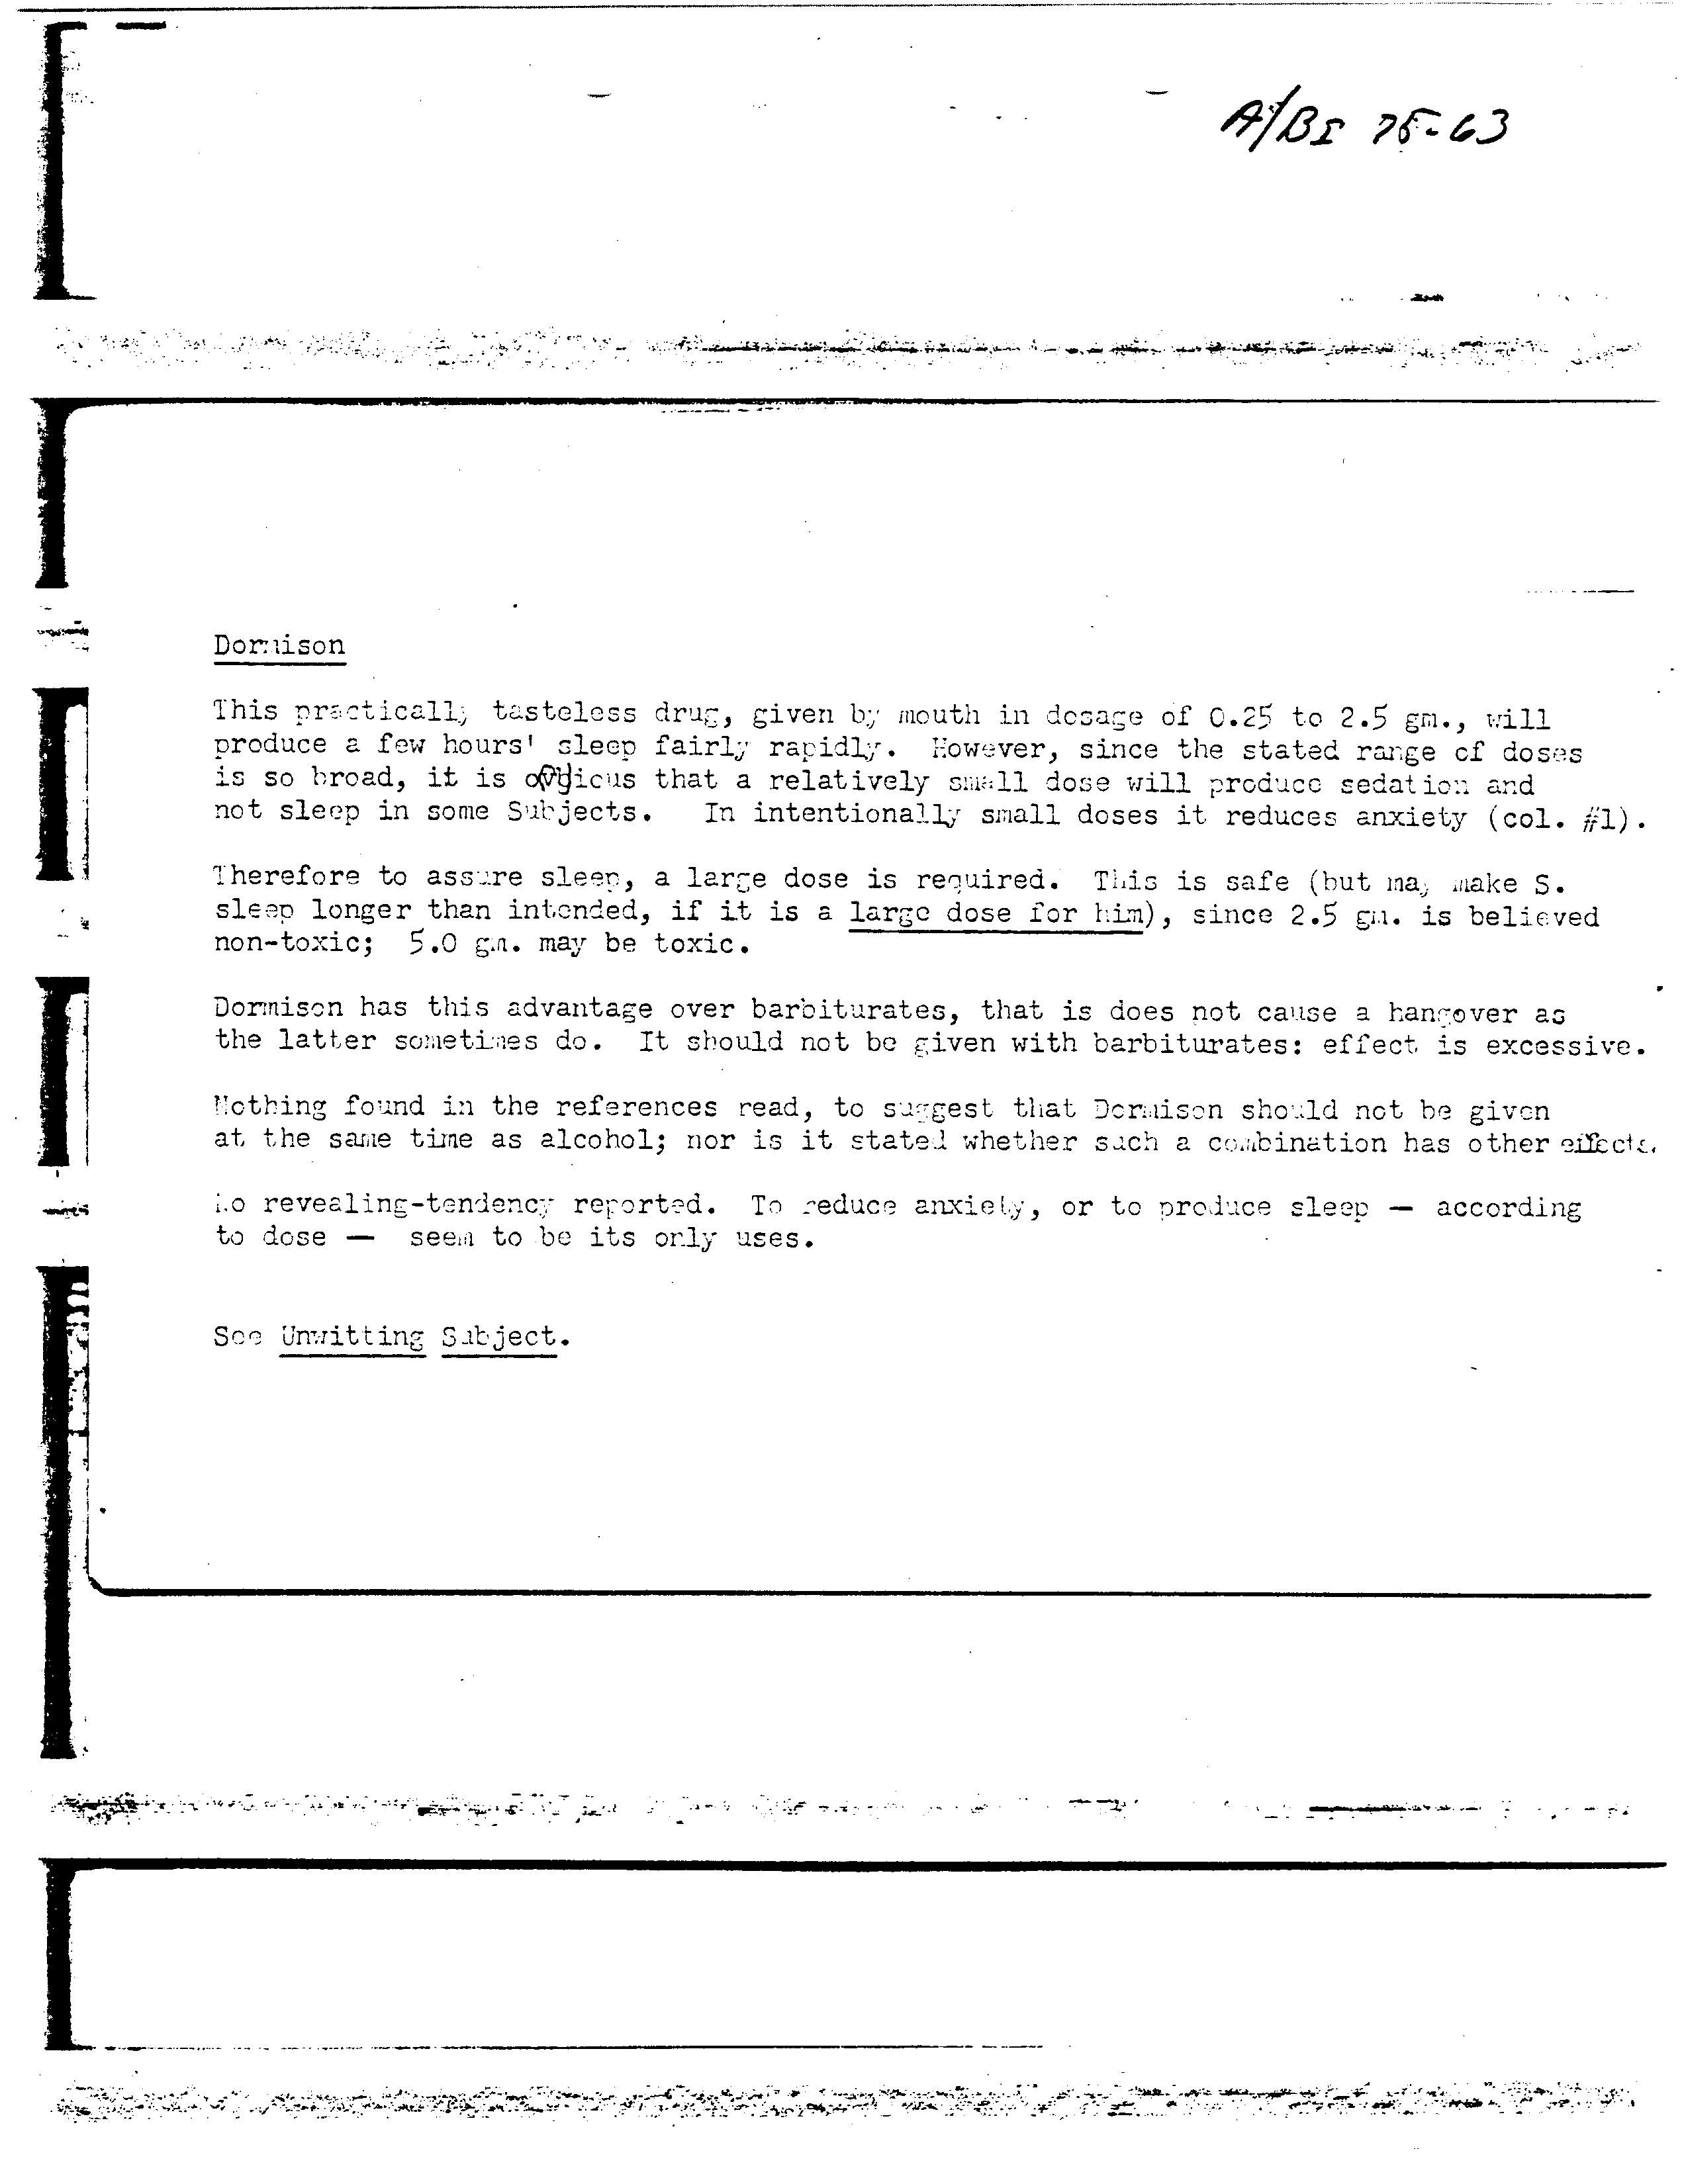 A/BI 75-63
Dormison
This practically tasteless drug, given by mouth in dosage of 0.25 to 2.5 gm., will
produce a few hours' sleep fairly rapidly. However, since the stated range of doses
is so broad, it is obvious that a relatively small dose will produce sedation and
not sleep in some Subjects. In intentionally small doses it reduces anxiety (col. #1).
Therefore to assure sleep, a large dose is required. This is safe (but may make S.
sleep longer than intended, if it is a large dose for him), since 2.5 gm. is believed
non-toxic; 5.0 gm. may be toxic.
Dormison has this advantage over barbiturates, that is does not cause a hangover as
the latter sometimes do. It should not be given with barbiturates: effect is excessive.
Nothing found in the references read, to suggest that Dormison should not be given
at the same time as alcohol; nor is it stated whether such a combination has other effects.
No revealing-tendency reported. To reduce anxiety, or to produce sleep — according
to dose — seem to be its only uses.
See Unwitting Subject.